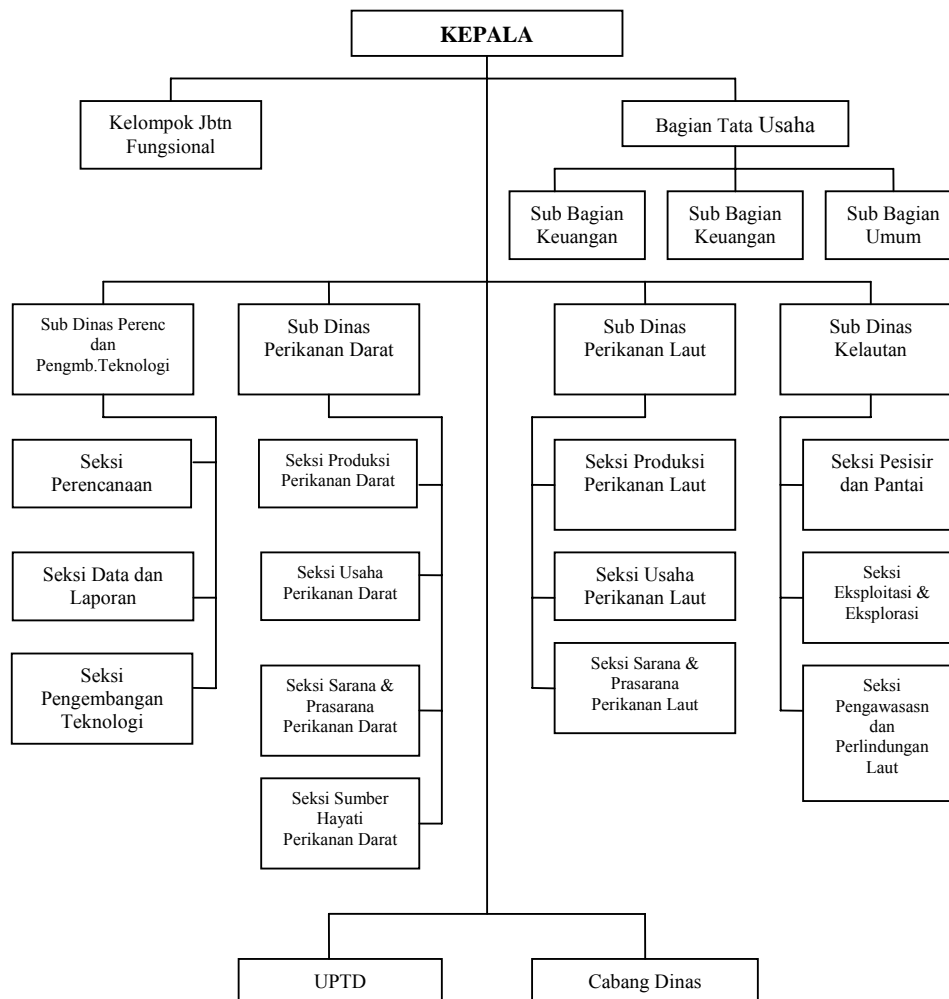 KEPALA
Kelompok Jbtn
Fungsional
Bagian Tata Usaha
Sub Bagian
Keuangan
Sub Bagian
Keuangan
Sub Bagian
Umum
Sub Dinas Perenc
dan
Pengmb.Teknologi
Sub Dinas
Perikanan Darat
Sub Dinas
Perikanan Laut
Sub Dinas
Kelautan
Seksi
Perencanaan
Seksi Data dan
Laporan
Seksi
Pengembangan
Teknologi
Seksi Produksi
Perikanan Darat
Seksi Usaha
Perikanan Darat
Seksi Sarana &
Prasarana
Perikanan Darat
Seksi Sumber
Hayati
Perikanan Darat
Seksi Produksi
Perikanan Laut
Seksi Usaha
Perikanan Laut
Seksi Sarana &
Prasarana
Perikanan Laut
Seksi Pesisir
dan Pantai
Seksi
Eksploitasi &
Eksplorasi
Seksi
Pengawasasn
dan
Perlindungan
Laut
UPTD
Cabang Dinas